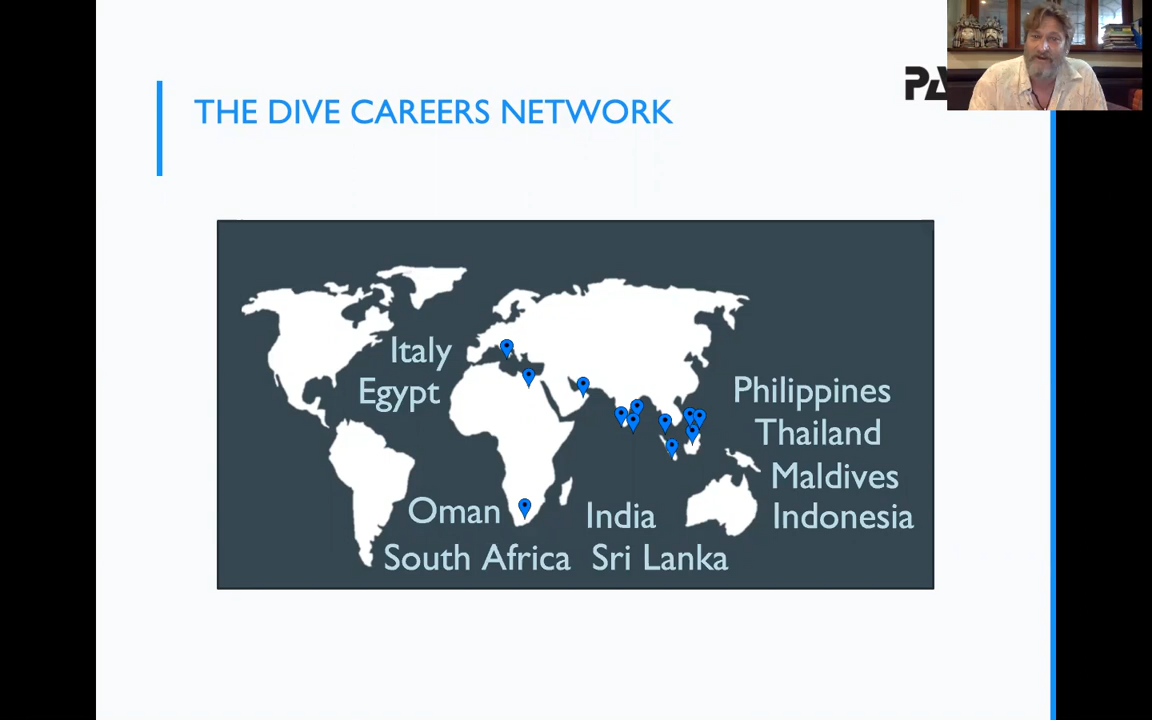 THE DIVE CAREERS NETWORK
Italy
Egypt
Philippines
Thailand
Maldives
Oman
India
Indonesia
South Africa
Sri Lanka